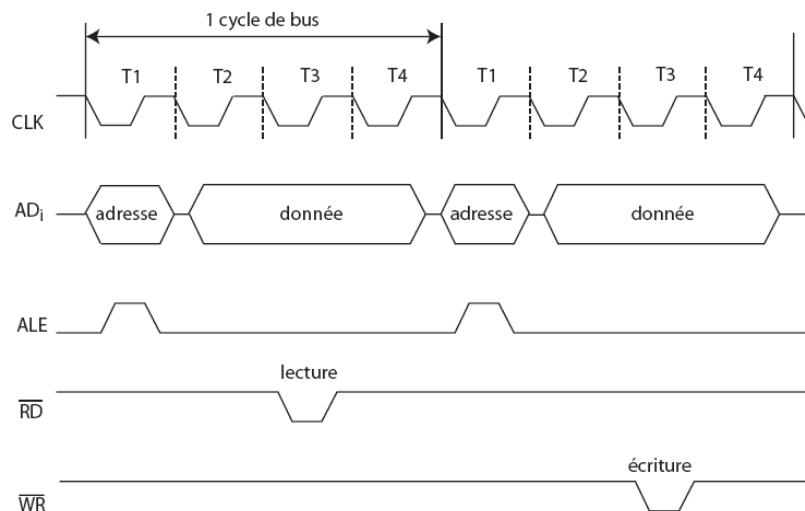 1 cycle de bus
T1 T2 T3 T4 T1 T2 T3 T4
CLK
ADi adresse donnée adresse donnée
ALE
lecture
RD
écriture
WR